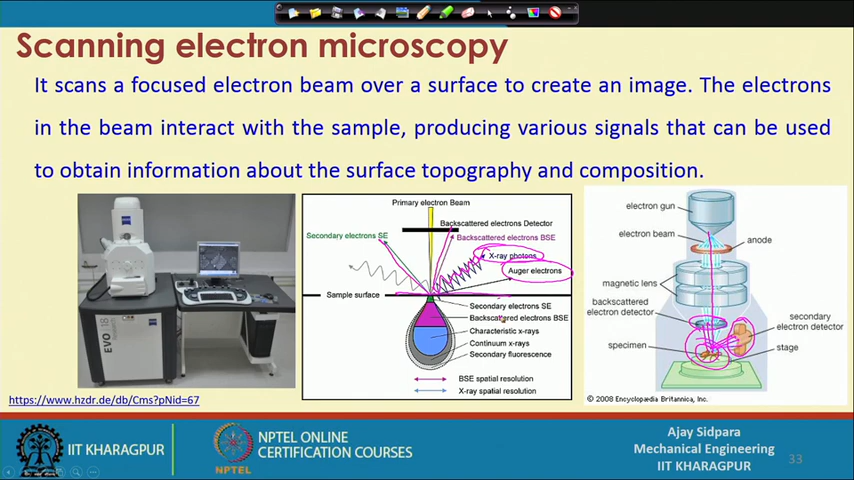 Scanning electron microscopy
It scans a focused electron beam over a surface to create an image. The electrons
in the beam interact with the sample, producing various signals that can be used
to obtain information about the surface topography and composition.
Primary electron Beam
Backscattered electrons Detector
Secondary electrons SE
Backscattered electrons BSE
X-ray photons
Auger electrons
Sample surface
Secondary electrons SE
Backscattered electrons BSE
Characteristic x-rays
Continuum x-rays
Secondary fluorescence
BSE spatial resolution
X-ray spatial resolution
electron gun
electron beam
anode
magnetic lens
backscattered
electron detector
secondary
electron detector
specimen
stage
© 2008 Encyclopædia Britannica, Inc.
EVO 18
https://www.hzdr.de/db/Cms?pNid=67
IIT KHARAGPUR
NPTEL
NPTEL ONLINE
CERTIFICATION COURSES
Ajay Sidpara
Mechanical Engineering
IIT KHARAGPUR
33